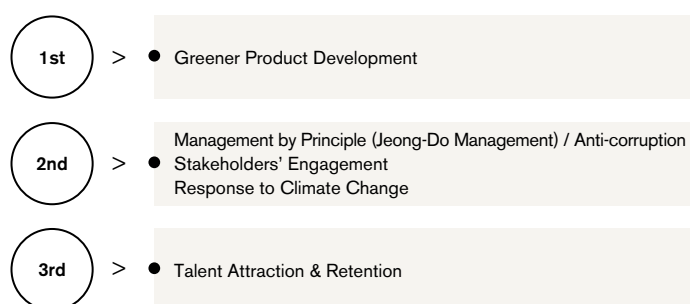 1st > ● Greener Product Development
Management by Principle (Jeong-Do Management) / Anti-corruption
2nd > ● Stakeholders’ Engagement
Response to Climate Change
3rd > ● Talent Attraction & Retention